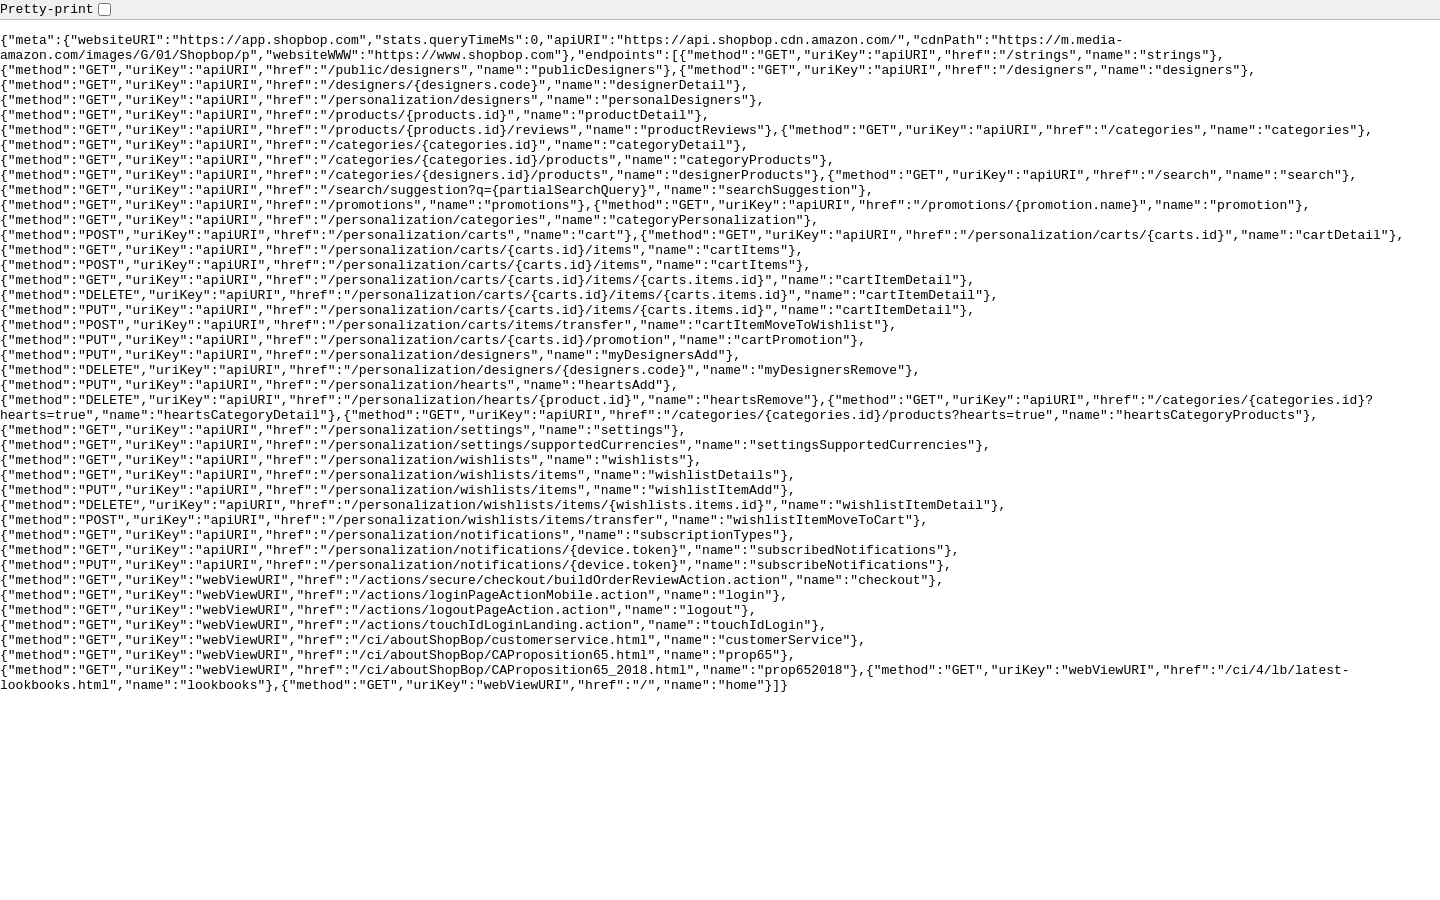 Pretty-print
{"meta":{"websiteURI":"https://app.shopbop.com","stats.queryTimeMs":0,"apiURI":"https://api.shopbop.cdn.amazon.com/","cdnPath":"https://m.media-
amazon.com/images/G/01/Shopbop/p","websiteWWW":"https://www.shopbop.com"},"endpoints":[{"method":"GET","uriKey":"apiURI","href":"/strings","name":"strings"},
{"method":"GET","uriKey":"apiURI","href":"/public/designers","name":"publicDesigners"},{"method":"GET","uriKey":"apiURI","href":"/designers","name":"designers"},
{"method":"GET","uriKey":"apiURI","href":"/designers/{designers.code}","name":"designerDetail"},
{"method":"GET","uriKey":"apiURI","href":"/personalization/designers","name":"personalDesigners"},
{"method":"GET","uriKey":"apiURI","href":"/products/{products.id}","name":"productDetail"},
{"method":"GET","uriKey":"apiURI","href":"/products/{products.id}/reviews","name":"productReviews"},{"method":"GET","uriKey":"apiURI","href":"/categories","name":"categories"},
{"method":"GET","uriKey":"apiURI","href":"/categories/{categories.id}","name":"categoryDetail"},
{"method":"GET","uriKey":"apiURI","href":"/categories/{categories.id}/products","name":"categoryProducts"},
{"method":"GET","uriKey":"apiURI","href":"/categories/{designers.id}/products","name":"designerProducts"},{"method":"GET","uriKey":"apiURI","href":"/search","name":"search"},
{"method":"GET","uriKey":"apiURI","href":"/search/suggestion?q={partialSearchQuery}","name":"searchSuggestion"},
{"method":"GET","uriKey":"apiURI","href":"/promotions","name":"promotions"},{"method":"GET","uriKey":"apiURI","href":"/promotions/{promotion.name}","name":"promotion"},
{"method":"GET","uriKey":"apiURI","href":"/personalization/categories","name":"categoryPersonalization"},
{"method":"POST","uriKey":"apiURI","href":"/personalization/carts","name":"cart"},{"method":"GET","uriKey":"apiURI","href":"/personalization/carts/{carts.id}","name":"cartDetail"},
{"method":"GET","uriKey":"apiURI","href":"/personalization/carts/{carts.id}/items","name":"cartItems"},
{"method":"POST","uriKey":"apiURI","href":"/personalization/carts/{carts.id}/items","name":"cartItems"},
{"method":"GET","uriKey":"apiURI","href":"/personalization/carts/{carts.id}/items/{carts.items.id}","name":"cartItemDetail"},
{"method":"DELETE","uriKey":"apiURI","href":"/personalization/carts/{carts.id}/items/{carts.items.id}","name":"cartItemDetail"},
{"method":"PUT","uriKey":"apiURI","href":"/personalization/carts/{carts.id}/items/{carts.items.id}","name":"cartItemDetail"},
{"method":"POST","uriKey":"apiURI","href":"/personalization/carts/items/transfer","name":"cartItemMoveToWishlist"},
{"method":"PUT","uriKey":"apiURI","href":"/personalization/carts/{carts.id}/promotion","name":"cartPromotion"},
{"method":"PUT","uriKey":"apiURI","href":"/personalization/designers","name":"myDesignersAdd"},
{"method":"DELETE","uriKey":"apiURI","href":"/personalization/designers/{designers.code}","name":"myDesignersRemove"},
{"method":"PUT","uriKey":"apiURI","href":"/personalization/hearts","name":"heartsAdd"},
{"method":"DELETE","uriKey":"apiURI","href":"/personalization/hearts/{product.id}","name":"heartsRemove"},{"method":"GET","uriKey":"apiURI","href":"/categories/{categories.id}?
hearts=true","name":"heartsCategoryDetail"},{"method":"GET","uriKey":"apiURI","href":"/categories/{categories.id}/products?hearts=true","name":"heartsCategoryProducts"},
{"method":"GET","uriKey":"apiURI","href":"/personalization/settings","name":"settings"},
{"method":"GET","uriKey":"apiURI","href":"/personalization/settings/supportedCurrencies","name":"settingsSupportedCurrencies"},
{"method":"GET","uriKey":"apiURI","href":"/personalization/wishlists","name":"wishlists"},
{"method":"GET","uriKey":"apiURI","href":"/personalization/wishlists/items","name":"wishlistDetails"},
{"method":"PUT","uriKey":"apiURI","href":"/personalization/wishlists/items","name":"wishlistItemAdd"},
{"method":"DELETE","uriKey":"apiURI","href":"/personalization/wishlists/items/{wishlists.items.id}","name":"wishlistItemDetail"},
{"method":"POST","uriKey":"apiURI","href":"/personalization/wishlists/items/transfer","name":"wishlistItemMoveToCart"},
{"method":"GET","uriKey":"apiURI","href":"/personalization/notifications","name":"subscriptionTypes"},
{"method":"GET","uriKey":"apiURI","href":"/personalization/notifications/{device.token}","name":"subscribedNotifications"},
{"method":"PUT","uriKey":"apiURI","href":"/personalization/notifications/{device.token}","name":"subscribeNotifications"},
{"method":"GET","uriKey":"webViewURI","href":"/actions/secure/checkout/buildOrderReviewAction.action","name":"checkout"},
{"method":"GET","uriKey":"webViewURI","href":"/actions/loginPageActionMobile.action","name":"login"},
{"method":"GET","uriKey":"webViewURI","href":"/actions/logoutPageAction.action","name":"logout"},
{"method":"GET","uriKey":"webViewURI","href":"/actions/touchIdLoginLanding.action","name":"touchIdLogin"},
{"method":"GET","uriKey":"webViewURI","href":"/ci/aboutShopBop/customerservice.html","name":"customerService"},
{"method":"GET","uriKey":"webViewURI","href":"/ci/aboutShopBop/CAProposition65.html","name":"prop65"},
{"method":"GET","uriKey":"webViewURI","href":"/ci/aboutShopBop/CAProposition65_2018.html","name":"prop652018"},{"method":"GET","uriKey":"webViewURI","href":"/ci/4/lb/latest-
lookbooks.html","name":"lookbooks"},{"method":"GET","uriKey":"webViewURI","href":"/","name":"home"}]}